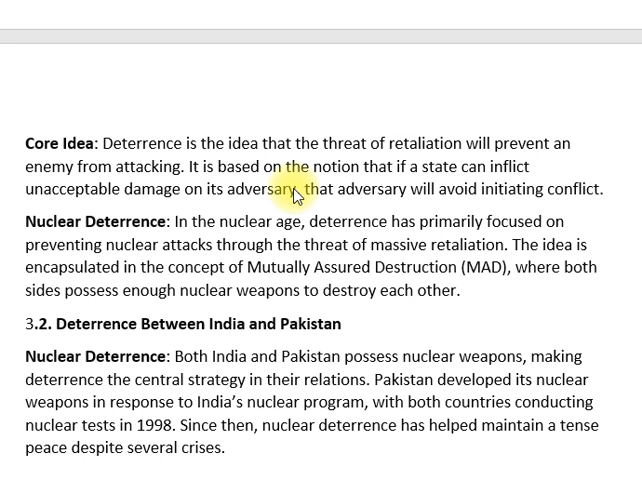 Core Idea: Deterrence is the idea that the threat of retaliation will prevent an
enemy from attacking. It is based on the notion that if a state can inflict
unacceptable damage on its adversary, that adversary will avoid initiating conflict.
Nuclear Deterrence: In the nuclear age, deterrence has primarily focused on
preventing nuclear attacks through the threat of massive retaliation. The idea is
encapsulated in the concept of Mutually Assured Destruction (MAD), where both
sides possess enough nuclear weapons to destroy each other.
3.2. Deterrence Between India and Pakistan
Nuclear Deterrence: Both India and Pakistan possess nuclear weapons, making
deterrence the central strategy in their relations. Pakistan developed its nuclear
weapons in response to India’s nuclear program, with both countries conducting
nuclear tests in 1998. Since then, nuclear deterrence has helped maintain a tense
peace despite several crises.